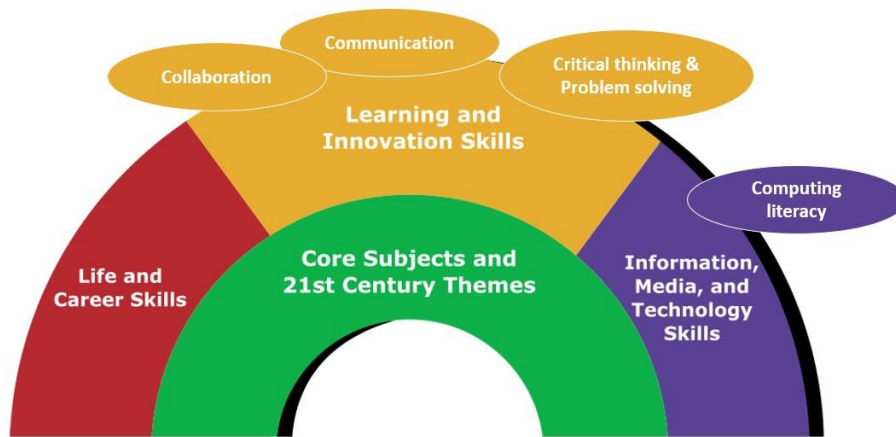 Communication
Collaboration
Critical thinking &
Problem solving
Learning and
Innovation Skills
Computing
literacy
Life and
Career Skills
Core Subjects and
21st Century Themes
Information,
Media, and
Technology
Skills